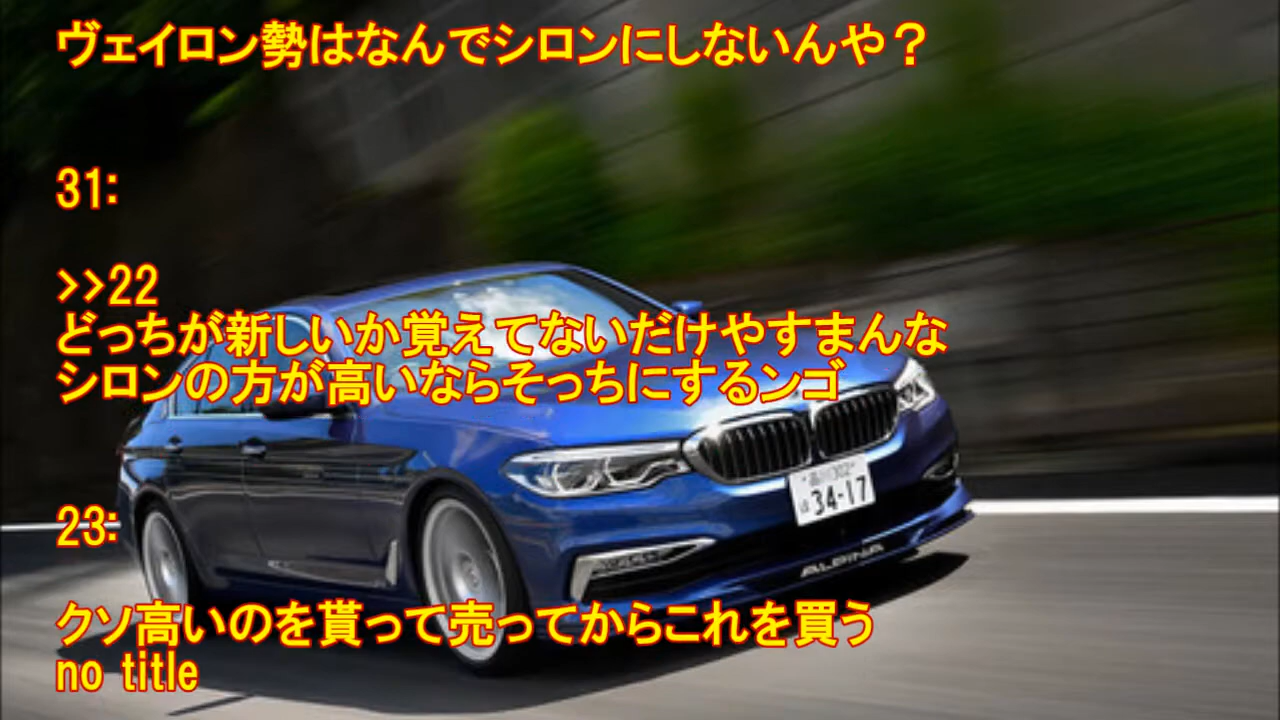 ヴェイロン勢はなんでシロンにしないんや？
31:
>>22
どっちが新しいか覚えてないだけやすまんな
シロンの方が高いならそっちにするンゴ
23:
クソ高いのを貰って売ってからこれを買う
no title
品川 302
34-17
ALPINA